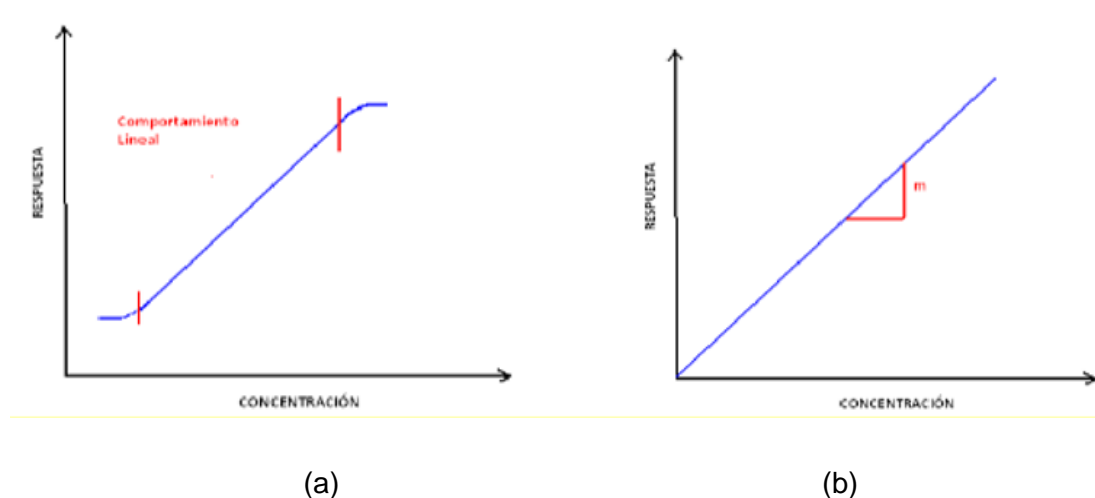 Comportamiento
Lineal
RESPUESTA
CONCENTRACIÓN
(a)
m
RESPUESTA
CONCENTRACIÓN
(b)